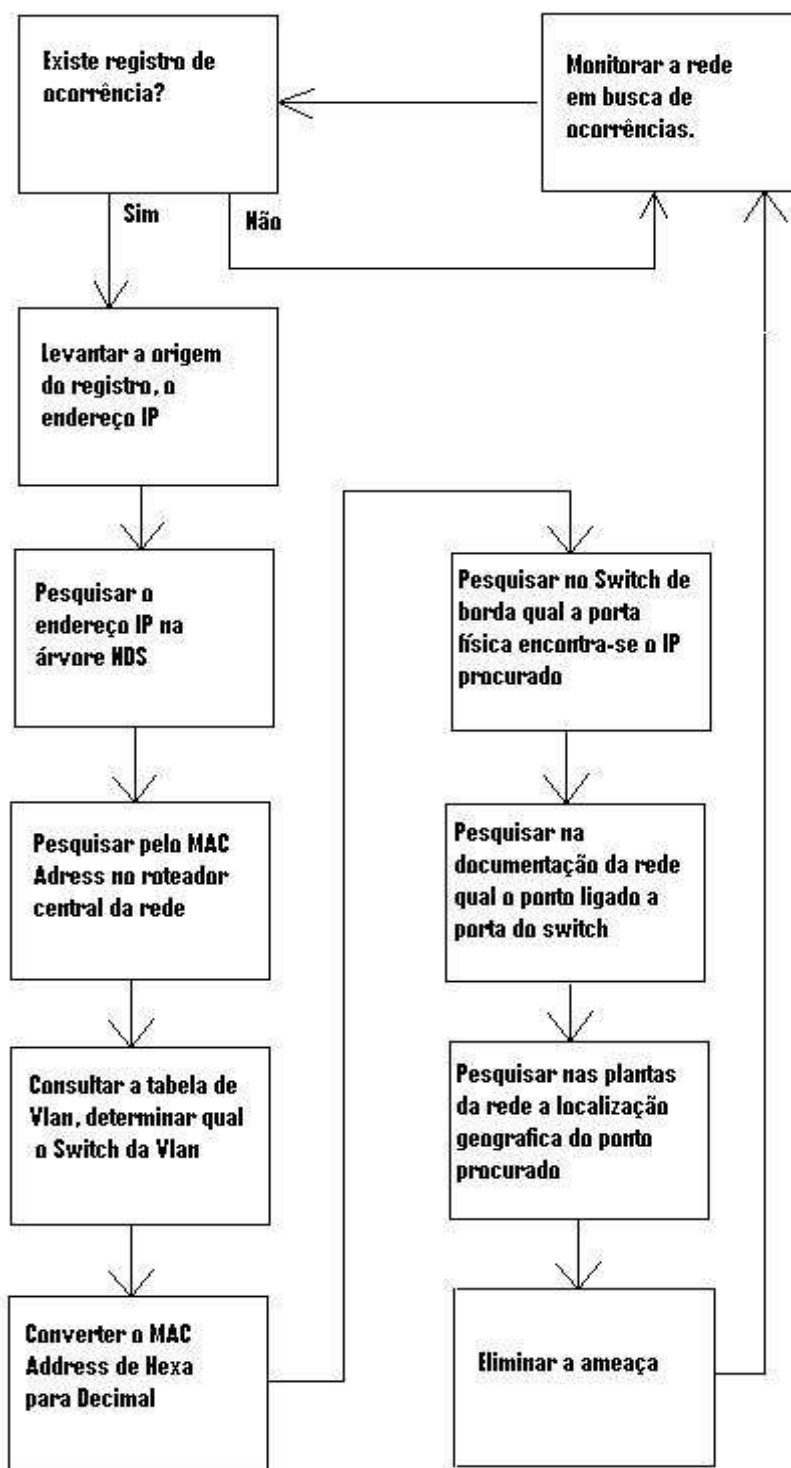 Existe registro de
ocorrência?
Monitorar a rede
em busca de
ocorrências.
Sim
Não
Levantar a origem
do registro, o
endereço IP
Pesquisar o
endereço IP na
árvore NDS
Pesquisar pelo MAC
Adress no roteador
central da rede
Consultar a tabela de
Vlan, determinar qual
o Switch da Vlan
Converter o MAC
Address de Hexa
para Decimal
Pesquisar no Switch de
borda qual a porta
física encontra-se o IP
procurado
Pesquisar na
documentação da rede
qual o ponto ligado a
porta do switch
Pesquisar nas plantas
da rede a localização
geografica do ponto
procurado
Eliminar a ameaça